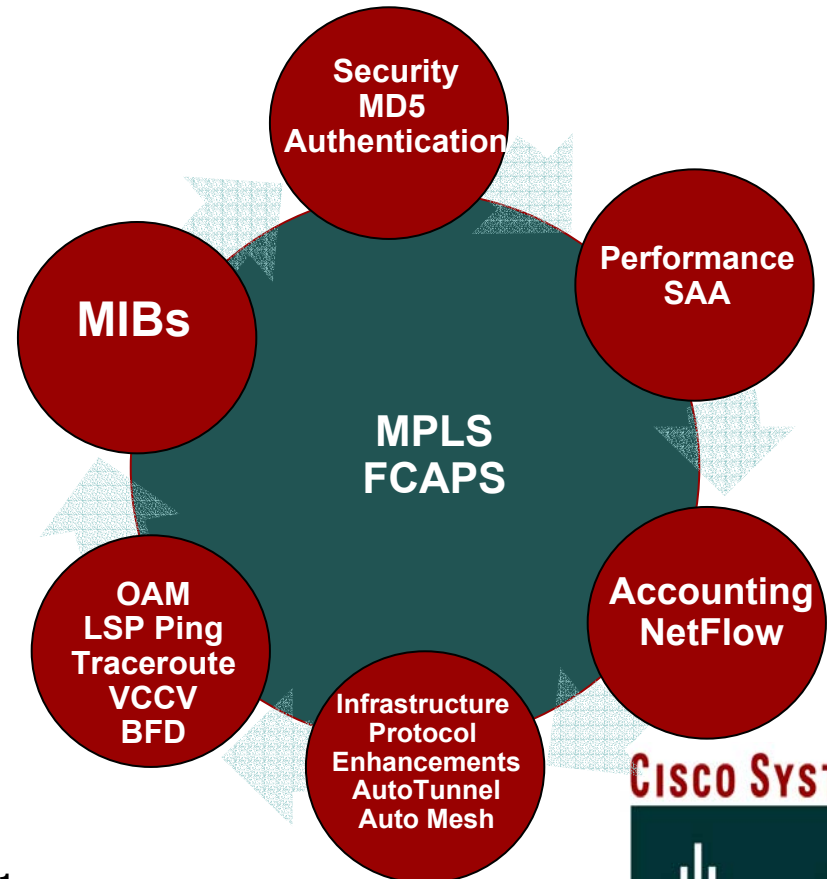 Security
MD5
Authentication
Performance
SAA
MIBs
MPLS
FCAPS
Accounting
NetFlow
OAM
LSP Ping
Traceroute
VCCV
BFD
Infrastructure
Protocol
Enhancements
AutoTunnel
Auto Mesh
CISCO SYST